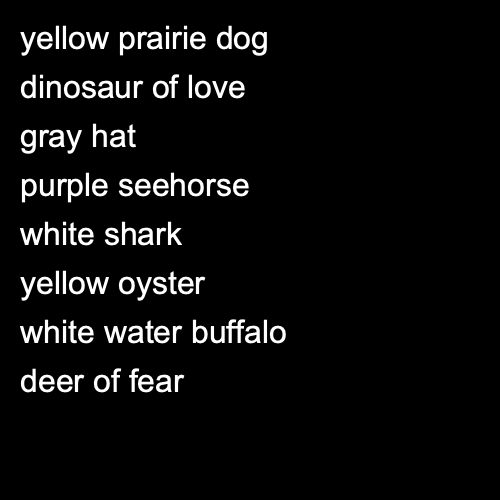 yellow prairie dog
dinosaur of love
gray hat
purple seehorse
white shark
yellow oyster
white water buffalo
deer of fear